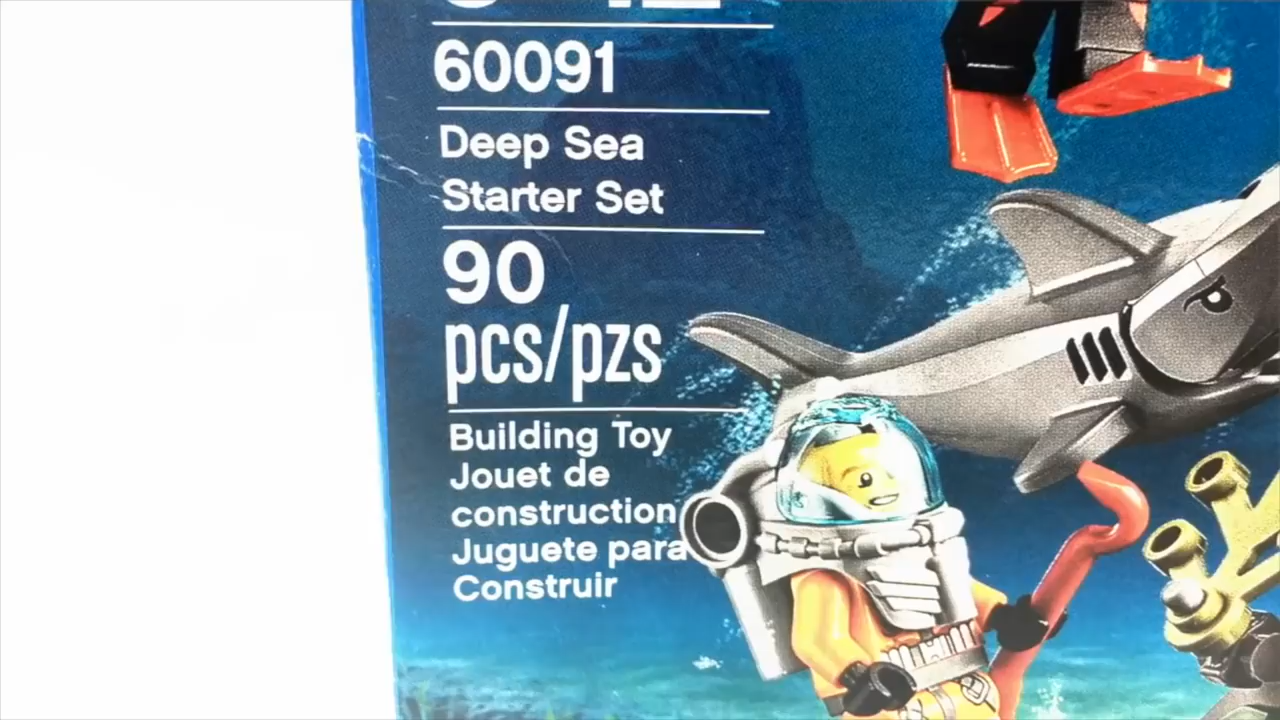 60091
Deep Sea
Starter Set
90
pcs/pzs
Building Toy
Jouet de
construction
Juguete para
Construir